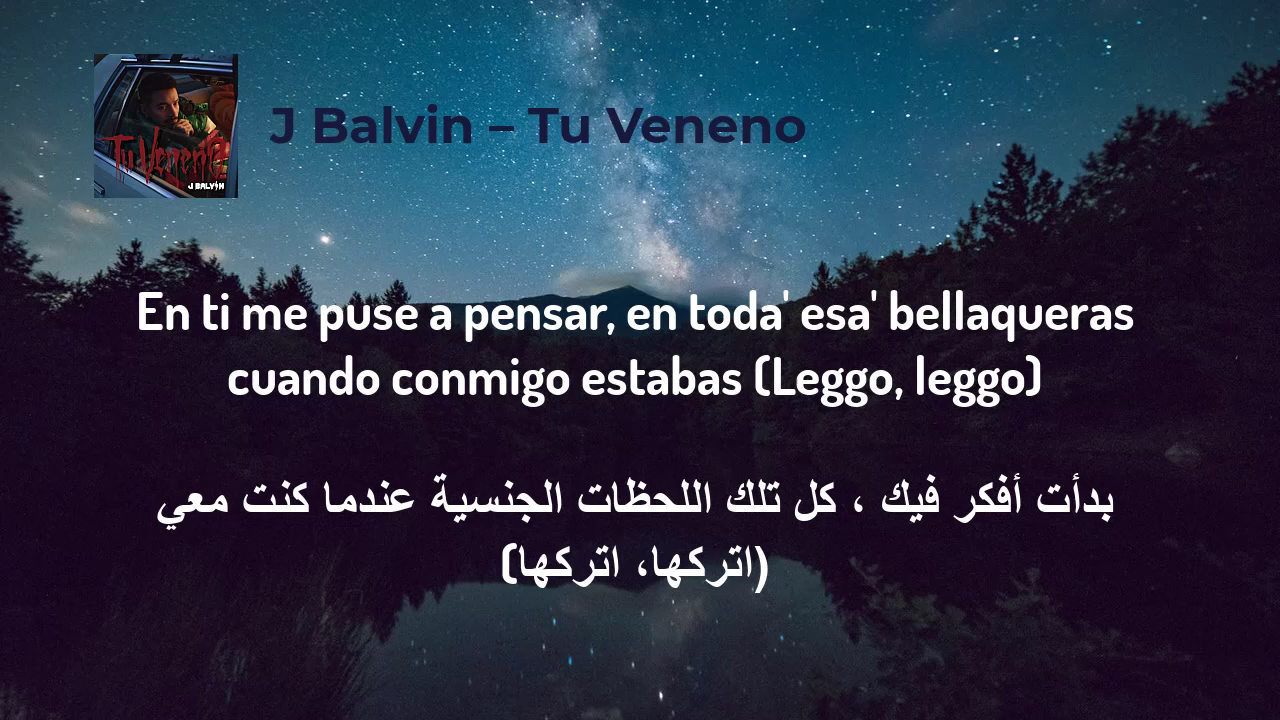 J Balvin – Tu Veneno
Tu Veneno
J BALVIN
En ti me puse a pensar, en toda' esa' bellaqueras
cuando conmigo estabas (Leggo, leggo)
بدأت أفكر فيك ، كل تلك اللحظات الجنسية عندما كنت معي
(اتركها، اتركها)